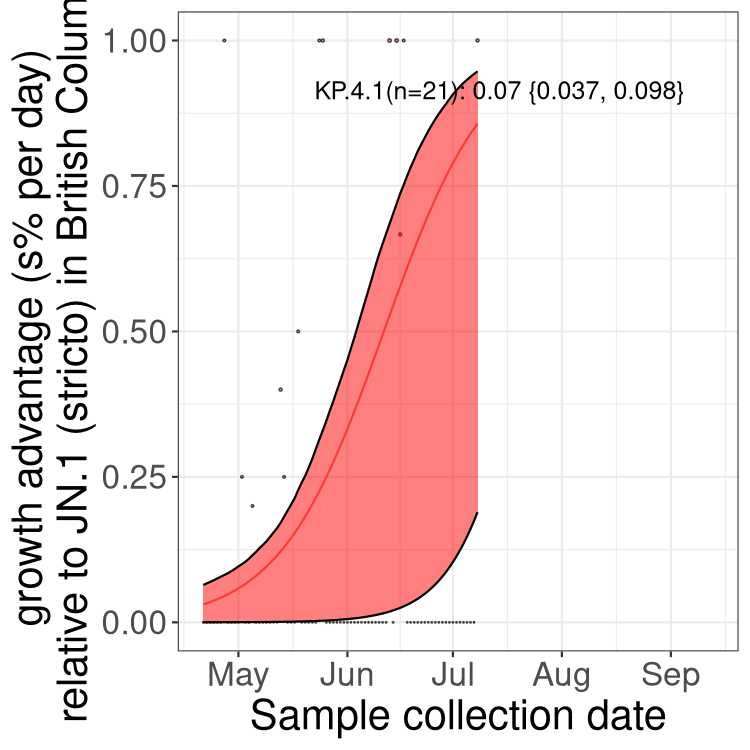 growth advantage (s% per day)
relative to JN.1 (stricto) in British Colum
1.00
0.75
0.50
0.25
0.00
KP.4.1(n=21): 0.07 {0.037, 0.098}
May Jun Jul Aug Sep
Sample collection date